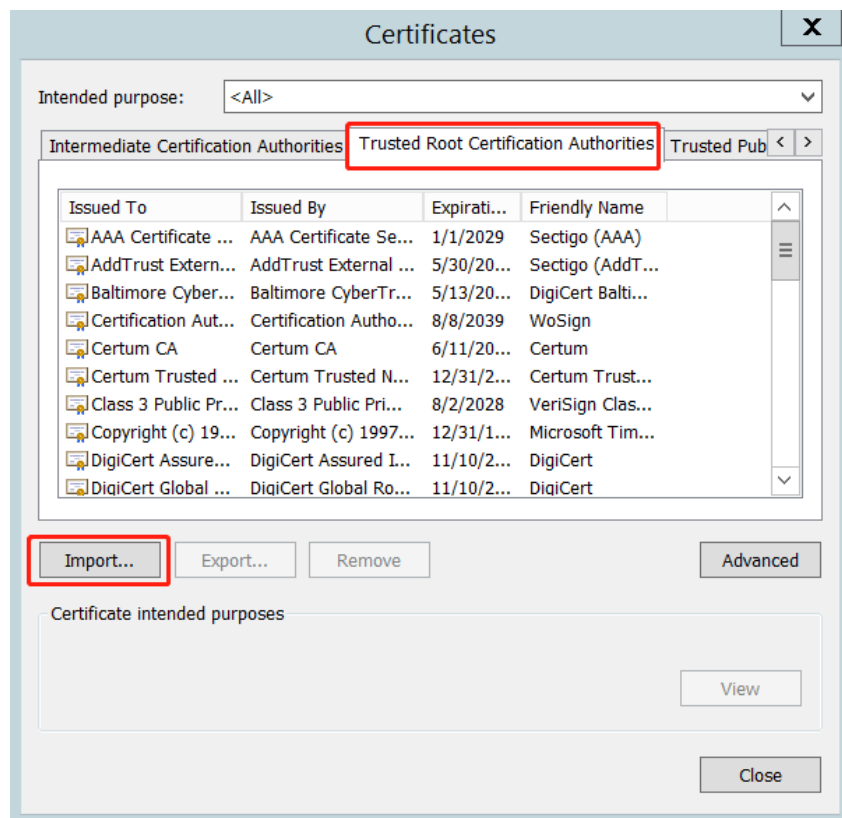 Certificates
X
Intended purpose: <All>
Intermediate Certification Authorities Trusted Root Certification Authorities Trusted Pub < >
Issued To Issued By Expirati... Friendly Name
AAA Certificate ... AAA Certificate Se... 1/1/2029 Sectigo (AAA)
AddTrust Extern... AddTrust External ... 5/30/20... Sectigo (AddT...
Baltimore Cyber... Baltimore CyberTr... 5/13/20... DigiCert Balti...
Certification Aut... Certification Autho... 8/8/2039 WoSign
Certum CA Certum CA 6/11/20... Certum
Certum Trusted ... Certum Trusted N... 12/31/2... Certum Trust...
Class 3 Public Pr... Class 3 Public Pri... 8/2/2028 VeriSign Clas...
Copyright (c) 19... Copyright (c) 1997... 12/31/1... Microsoft Tim...
DigiCert Assure... DigiCert Assured I... 11/10/2... DigiCert
DigiCert Global ... DigiCert Global Ro... 11/10/2... DigiCert
Import... Export... Remove Advanced
Certificate intended purposes
View
Close